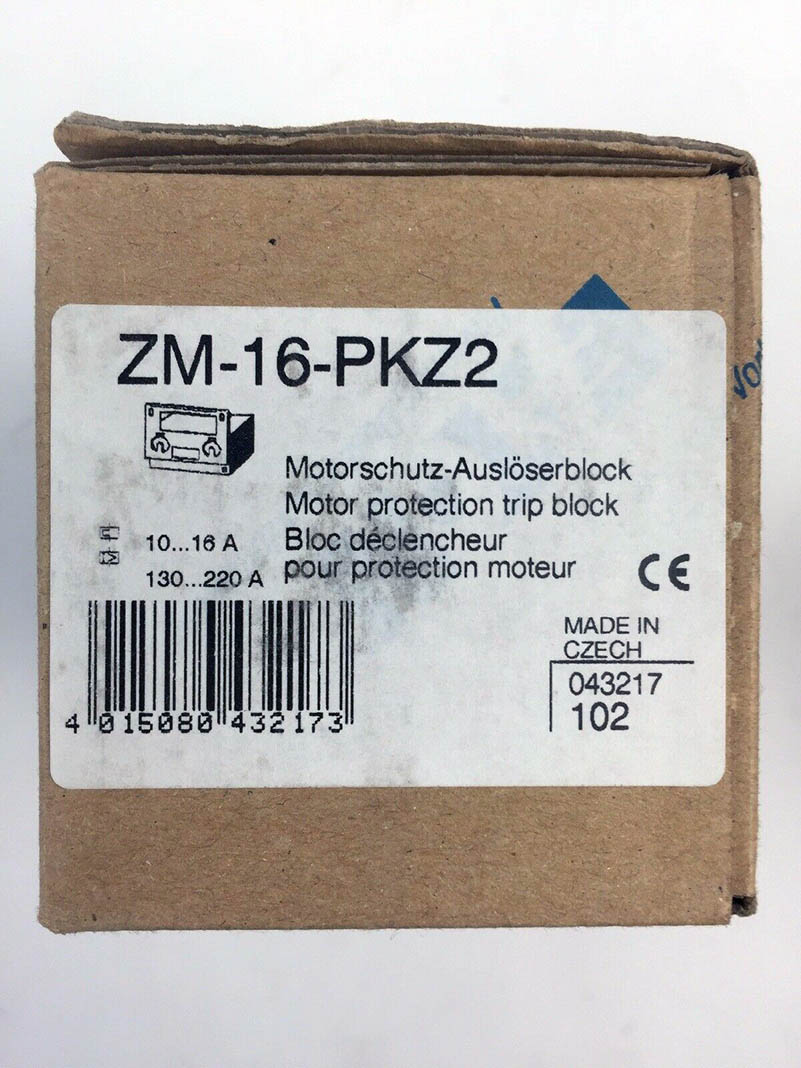 ZM-16-PKZ2
Motorschutz-Auslöserblock
Motor protection trip block
10...16 A
Bloc déclencheur
130...220 A
pour protection moteur
CE
MADE IN
CZECH
043217
102
4 015080 432173